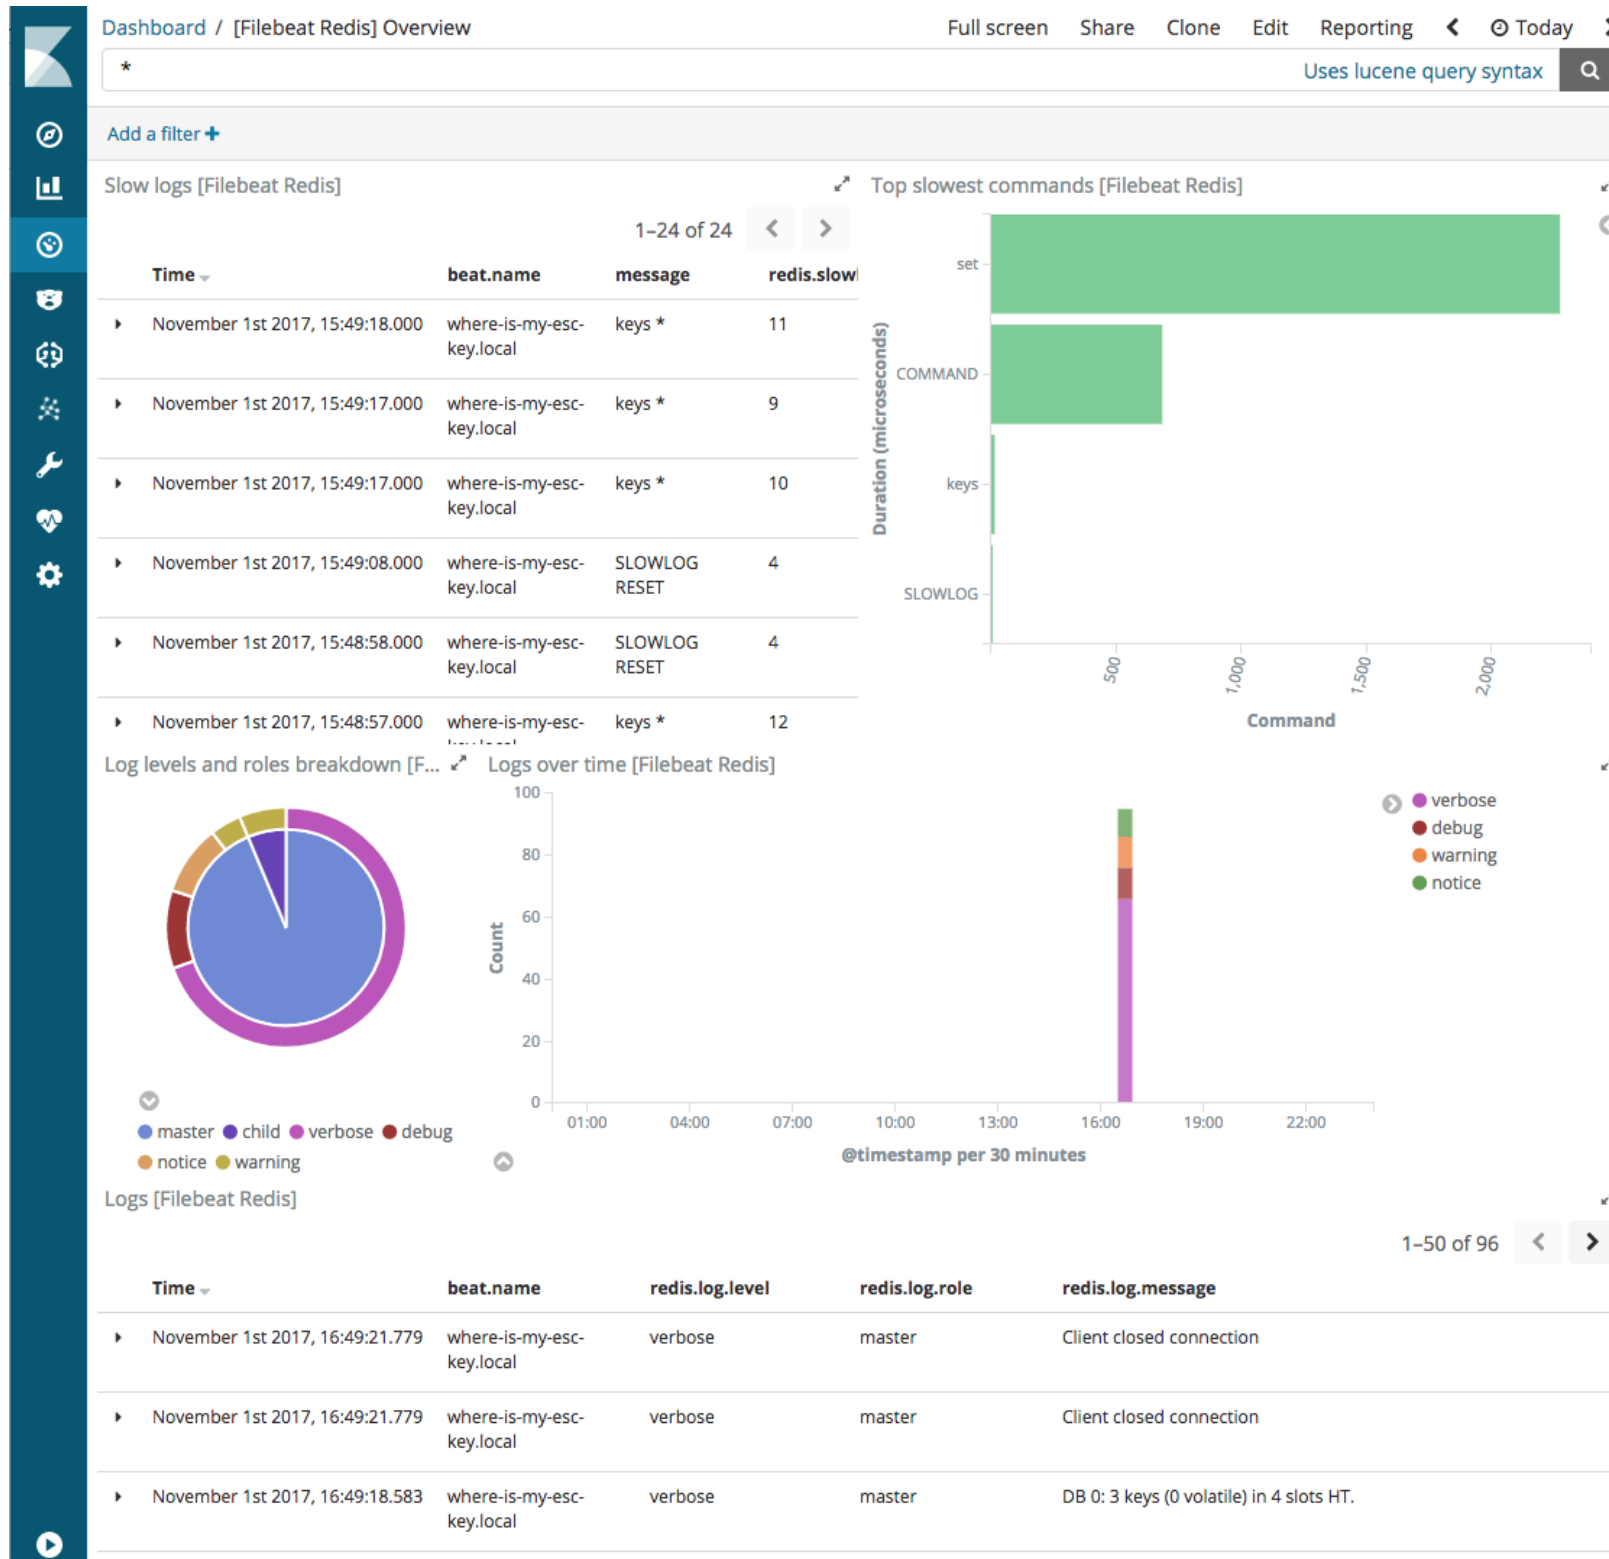 Dashboard / [Filebeat Redis] Overview
Full screen Share Clone Edit Reporting Today
*
Uses lucene query syntax
Add a filter
Slow logs [Filebeat Redis]
1–24 of 24
Time beat.name message redis.slowl
November 1st 2017, 15:49:18.000 where-is-my-esc- keys * 11
key.local
November 1st 2017, 15:49:17.000 where-is-my-esc- keys * 9
key.local
November 1st 2017, 15:49:17.000 where-is-my-esc- keys * 10
key.local
November 1st 2017, 15:49:08.000 where-is-my-esc- SLOWLOG 4
key.local RESET
November 1st 2017, 15:48:58.000 where-is-my-esc- SLOWLOG 4
key.local RESET
November 1st 2017, 15:48:57.000 where-is-my-esc- keys * 12
Top slowest commands [Filebeat Redis]
Duration (microseconds)
set
COMMAND
keys
SLOWLOG
500 1,000 1,500 2,000
Command
Log levels and roles breakdown [F...
master child verbose debug
notice warning
Logs over time [Filebeat Redis]
Count
100
80
60
40
20
0
01:00 04:00 07:00 10:00 13:00 16:00 19:00 22:00
@timestamp per 30 minutes
verbose
debug
warning
notice
Logs [Filebeat Redis]
1–50 of 96
Time beat.name redis.log.level redis.log.role redis.log.message
November 1st 2017, 16:49:21.779 where-is-my-esc- verbose master Client closed connection
key.local
November 1st 2017, 16:49:21.779 where-is-my-esc- verbose master Client closed connection
key.local
November 1st 2017, 16:49:18.583 where-is-my-esc- verbose master DB 0: 3 keys (0 volatile) in 4 slots HT.
key.local